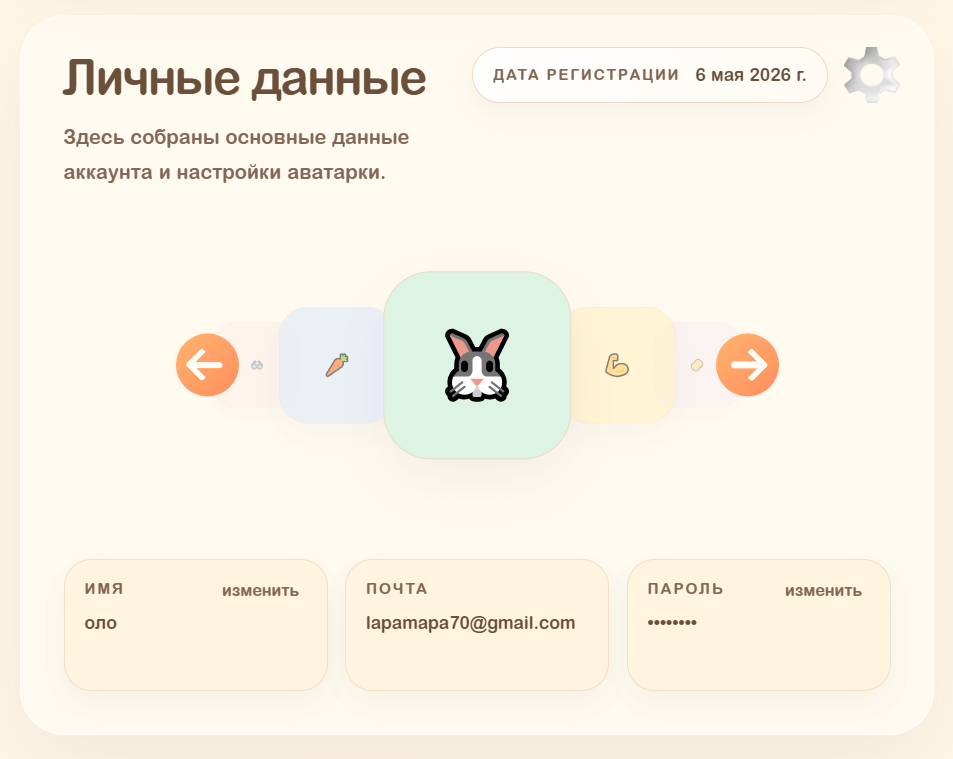 Личные данные
ДАТА РЕГИСТРАЦИИ 6 мая 2026 г.
Здесь собраны основные данные
аккаунта и настройки аватарки.
ИМЯ изменить
оло
ПОЧТА
lapamapa70@gmail.com
ПАРОЛЬ изменить
••••••••